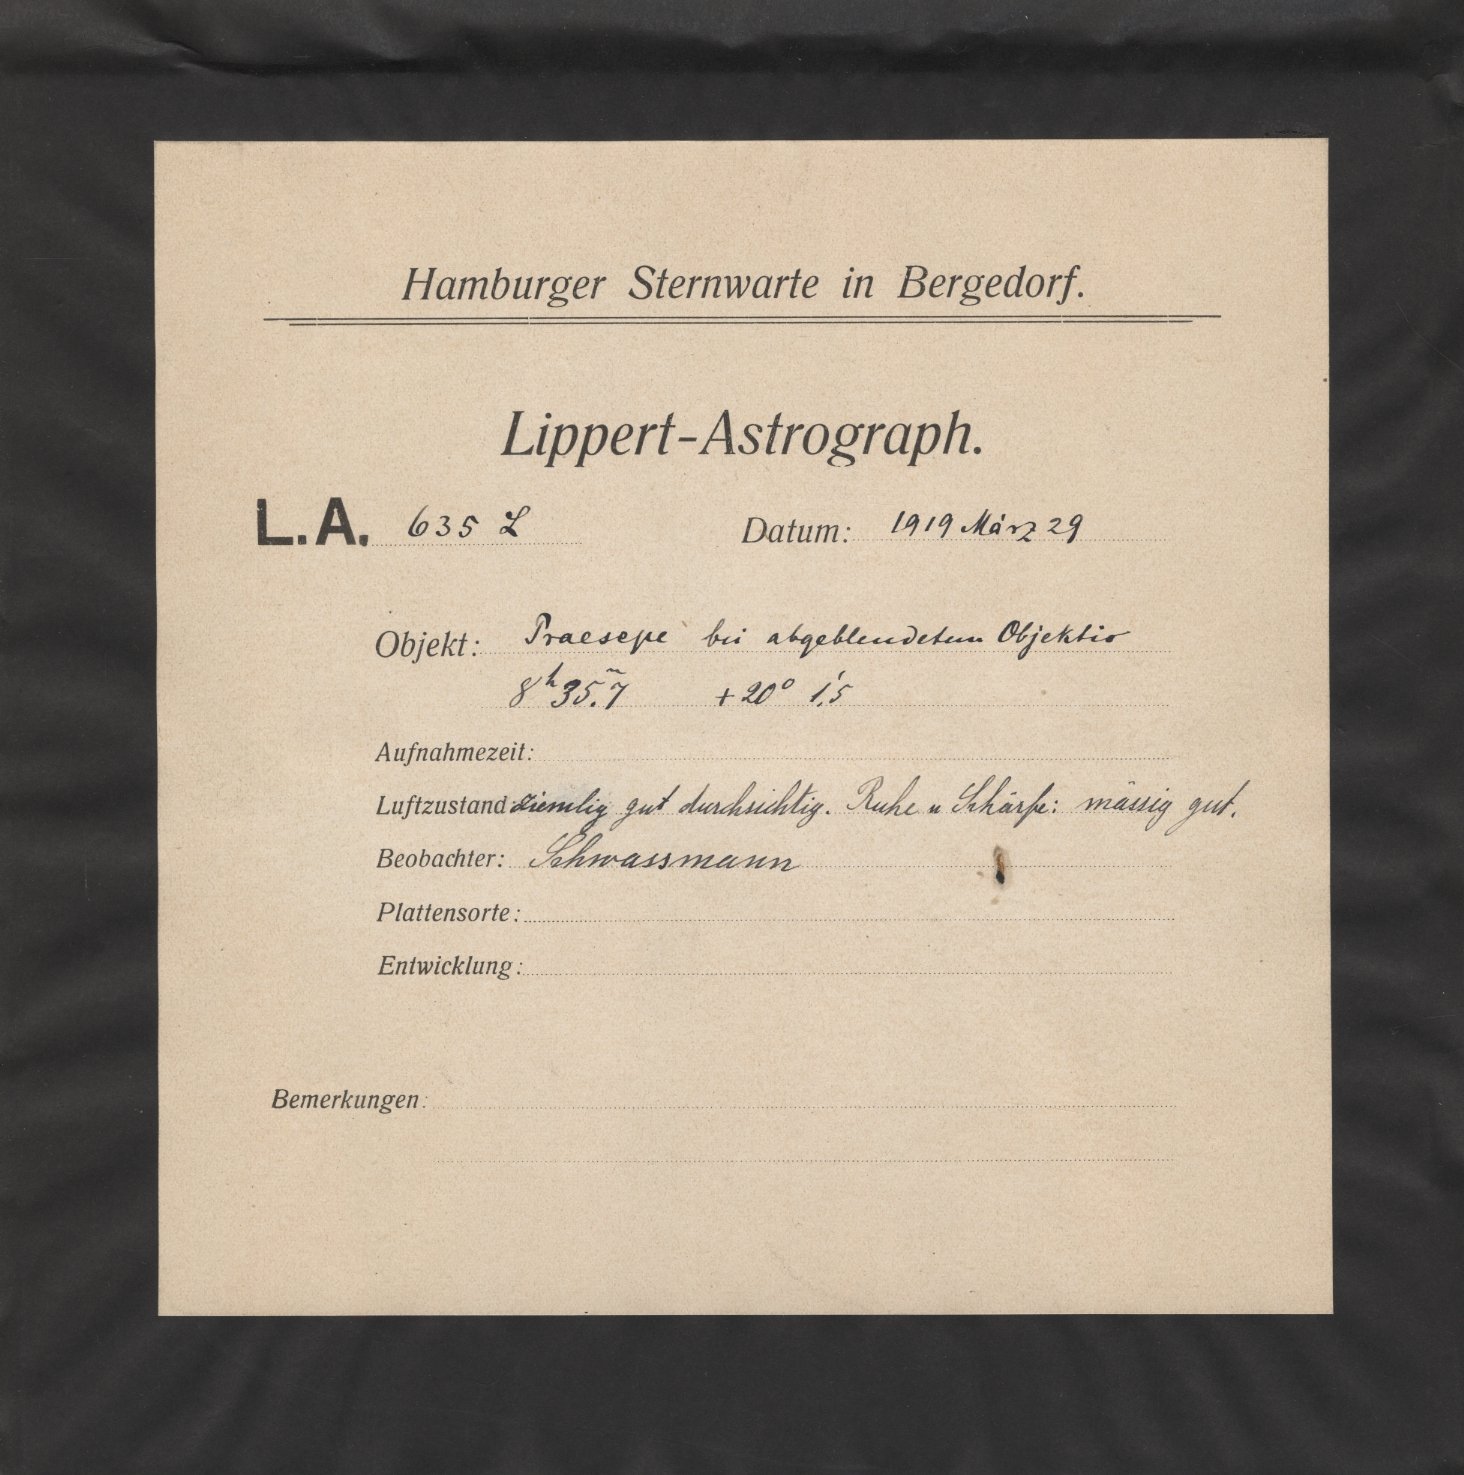 Hamburger Sternwarte in Bergedorf.
Lippert-Astrograph.
L.A. 635 L Datum: 1919 März 29
Objekt: Praesepe bei abgeblendetem Objektiv
8ʰ 35.ᵐ7 +20° 1.'5
Aufnahmezeit:
Luftzustand: ziemlig gut durchsichtig. Ruhe u Schärfe: mässig gut.
Beobachter: Schwassmann
Plattensorte:
Entwicklung:
Bemerkungen: